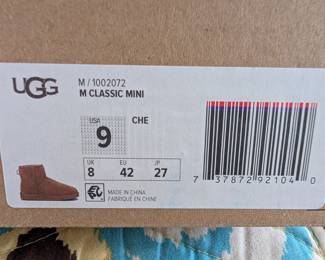 UGG
M / 1002072
M CLASSIC MINI
USA
9
CHE
UK EU JP
8 42 27
MADE IN CHINA
FABRIQUÉ EN CHINE
7 37872 92104 0